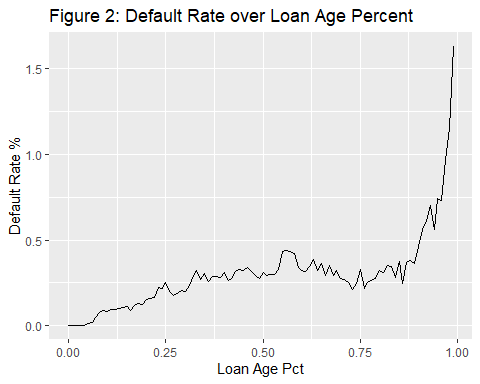 Figure 2: Default Rate over Loan Age Percent
Default Rate %
1.5
1.0
0.5
0.0
0.00 0.25 0.50 0.75 1.00
Loan Age Pct